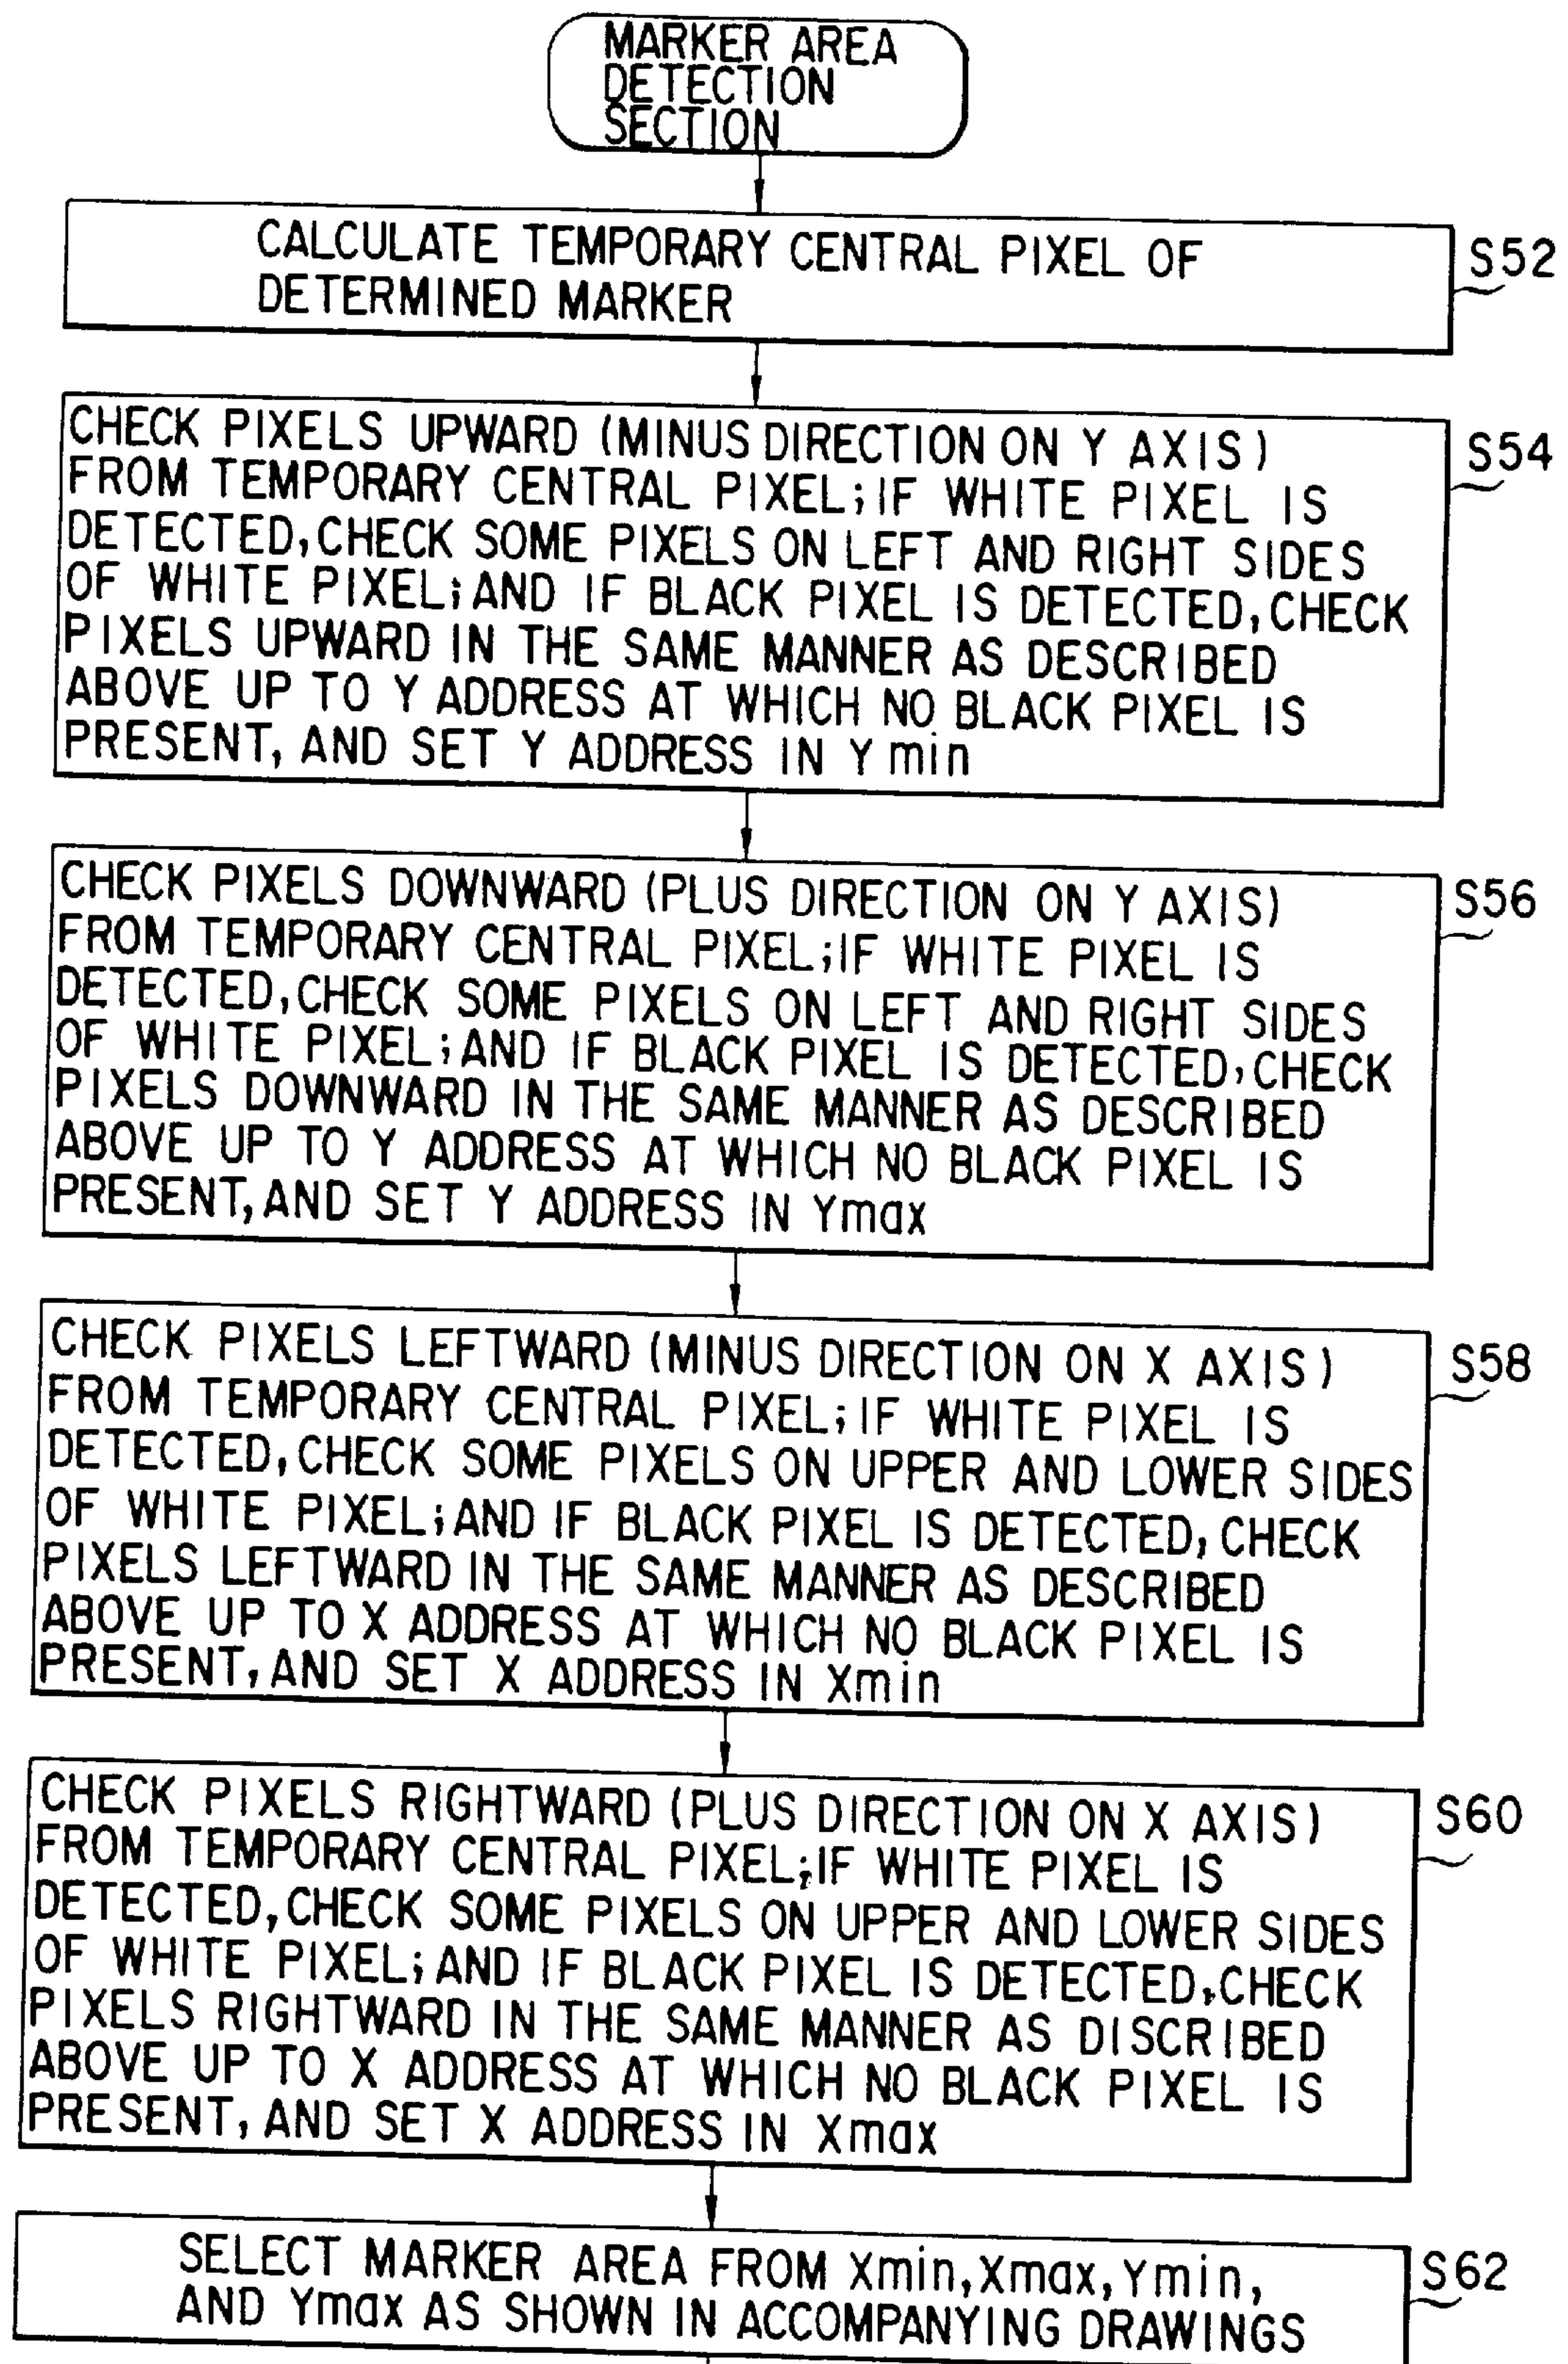 MARKER AREA
DETECTION
SECTION
CALCULATE TEMPORARY CENTRAL PIXEL OF
DETERMINED MARKER
S52
CHECK PIXELS UPWARD (MINUS DIRECTION ON Y AXIS)
FROM TEMPORARY CENTRAL PIXEL;IF WHITE PIXEL IS
DETECTED,CHECK SOME PIXELS ON LEFT AND RIGHT SIDES
OF WHITE PIXEL;AND IF BLACK PIXEL IS DETECTED,CHECK
PIXELS UPWARD IN THE SAME MANNER AS DESCRIBED
ABOVE UP TO Y ADDRESS AT WHICH NO BLACK PIXEL IS
PRESENT, AND SET Y ADDRESS IN Y min
S54
CHECK PIXELS DOWNWARD (PLUS DIRECTION ON Y AXIS)
FROM TEMPORARY CENTRAL PIXEL;IF WHITE PIXEL IS
DETECTED,CHECK SOME PIXELS ON LEFT AND RIGHT SIDES
OF WHITE PIXEL;AND IF BLACK PIXEL IS DETECTED,CHECK
PIXELS DOWNWARD IN THE SAME MANNER AS DESCRIBED
ABOVE UP TO Y ADDRESS AT WHICH NO BLACK PIXEL IS
PRESENT,AND SET Y ADDRESS IN Ymax
S56
CHECK PIXELS LEFTWARD (MINUS DIRECTION ON X AXIS)
FROM TEMPORARY CENTRAL PIXEL;IF WHITE PIXEL IS
DETECTED,CHECK SOME PIXELS ON UPPER AND LOWER SIDES
OF WHITE PIXEL;AND IF BLACK PIXEL IS DETECTED,CHECK
PIXELS LEFTWARD IN THE SAME MANNER AS DESCRIBED
ABOVE UP TO X ADDRESS AT WHICH NO BLACK PIXEL IS
PRESENT,AND SET X ADDRESS IN Xmin
S58
CHECK PIXELS RIGHTWARD (PLUS DIRECTION ON X AXIS)
FROM TEMPORARY CENTRAL PIXEL;IF WHITE PIXEL IS
DETECTED,CHECK SOME PIXELS ON UPPER AND LOWER SIDES
OF WHITE PIXEL;AND IF BLACK PIXEL IS DETECTED,CHECK
PIXELS RIGHTWARD IN THE SAME MANNER AS DISCRIBED
ABOVE UP TO X ADDRESS AT WHICH NO BLACK PIXEL IS
PRESENT, AND SET X ADDRESS IN Xmax
S60
SELECT MARKER AREA FROM Xmin,Xmax,Ymin,
AND Ymax AS SHOWN IN ACCOMPANYING DRAWINGS
S62